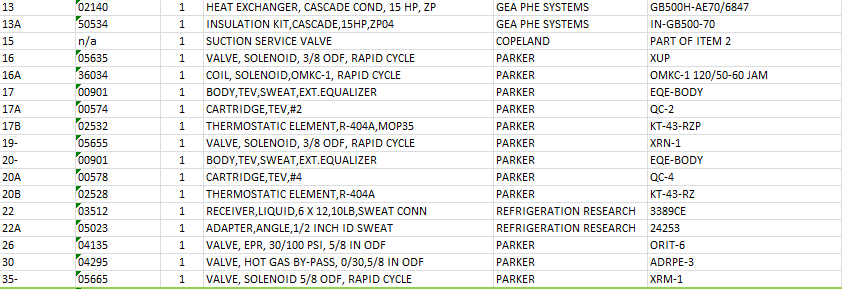 13 02140 1 HEAT EXCHANGER, CASCADE COND, 15 HP, ZP GEA PHE SYSTEMS GB500H-AE70/6847
13A 50534 1 INSULATION KIT,CASCADE,15HP,ZP04 GEA PHE SYSTEMS IN-GB500-70
15 n/a 1 SUCTION SERVICE VALVE COPELAND PART OF ITEM 2
16 05635 1 VALVE, SOLENOID, 3/8 ODF, RAPID CYCLE PARKER XUP
16A 36034 1 COIL, SOLENOID,OMKC-1, RAPID CYCLE PARKER OMKC-1 120/50-60 JAM
17 00901 1 BODY,TEV,SWEAT,EXT.EQUALIZER PARKER EQE-BODY
17A 00574 1 CARTRIDGE,TEV,#2 PARKER QC-2
17B 02532 1 THERMOSTATIC ELEMENT,R-404A,MOP35 PARKER KT-43-RZP
19- 05655 1 VALVE, SOLENOID, 3/8 ODF, RAPID CYCLE PARKER XRN-1
20- 00901 1 BODY,TEV,SWEAT,EXT.EQUALIZER PARKER EQE-BODY
20A 00578 1 CARTRIDGE,TEV,#4 PARKER QC-4
20B 02528 1 THERMOSTATIC ELEMENT,R-404A PARKER KT-43-RZ
22 03512 1 RECEIVER,LIQUID,6 X 12,10LB,SWEAT CONN REFRIGERATION RESEARCH 3389CE
22A 05023 1 ADAPTER,ANGLE,1/2 INCH ID SWEAT REFRIGERATION RESEARCH 24253
26 04135 1 VALVE, EPR, 30/100 PSI, 5/8 IN ODF PARKER ORIT-6
30 04295 1 VALVE, HOT GAS BY-PASS, 0/30,5/8 IN ODF PARKER ADRPE-3
35- 05665 1 VALVE, SOLENOID 5/8 ODF, RAPID CYCLE PARKER XRM-1